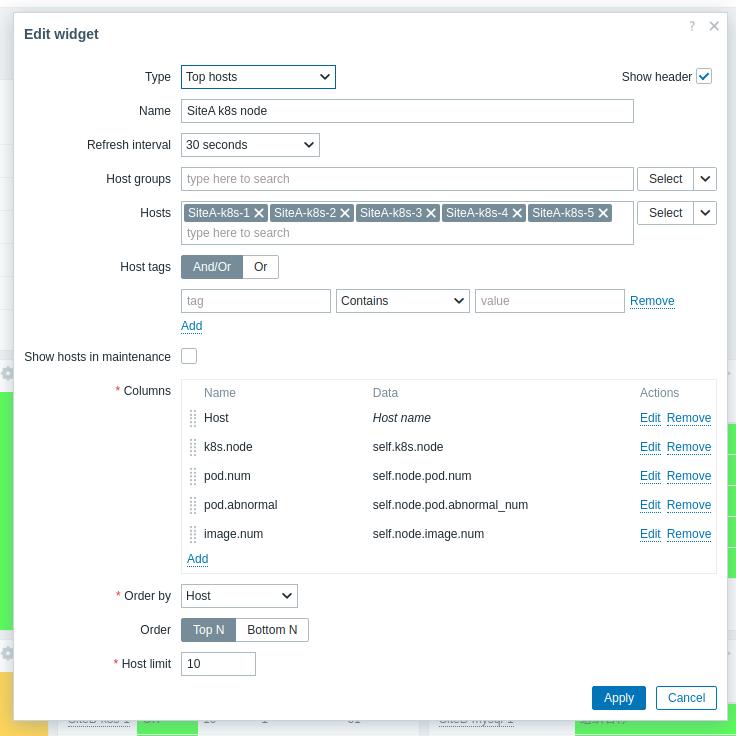 Edit widget
?
Type
Top hosts
Show header
Name
SiteA k8s node
Refresh interval
30 seconds
Host groups
type here to search
Select
Hosts
SiteA-k8s-1 SiteA-k8s-2 SiteA-k8s-3 SiteA-k8s-4 SiteA-k8s-5
type here to search
Select
Host tags
And/Or Or
tag
Contains
value
Remove
Add
Show hosts in maintenance
* Columns
Name Data Actions
Host Host name Edit Remove
k8s.node self.k8s.node Edit Remove
pod.num self.node.pod.num Edit Remove
pod.abnormal self.node.pod.abnormal_num Edit Remove
image.num self.node.image.num Edit Remove
Add
* Order by
Host
Order
Top N Bottom N
* Host limit
10
Apply Cancel